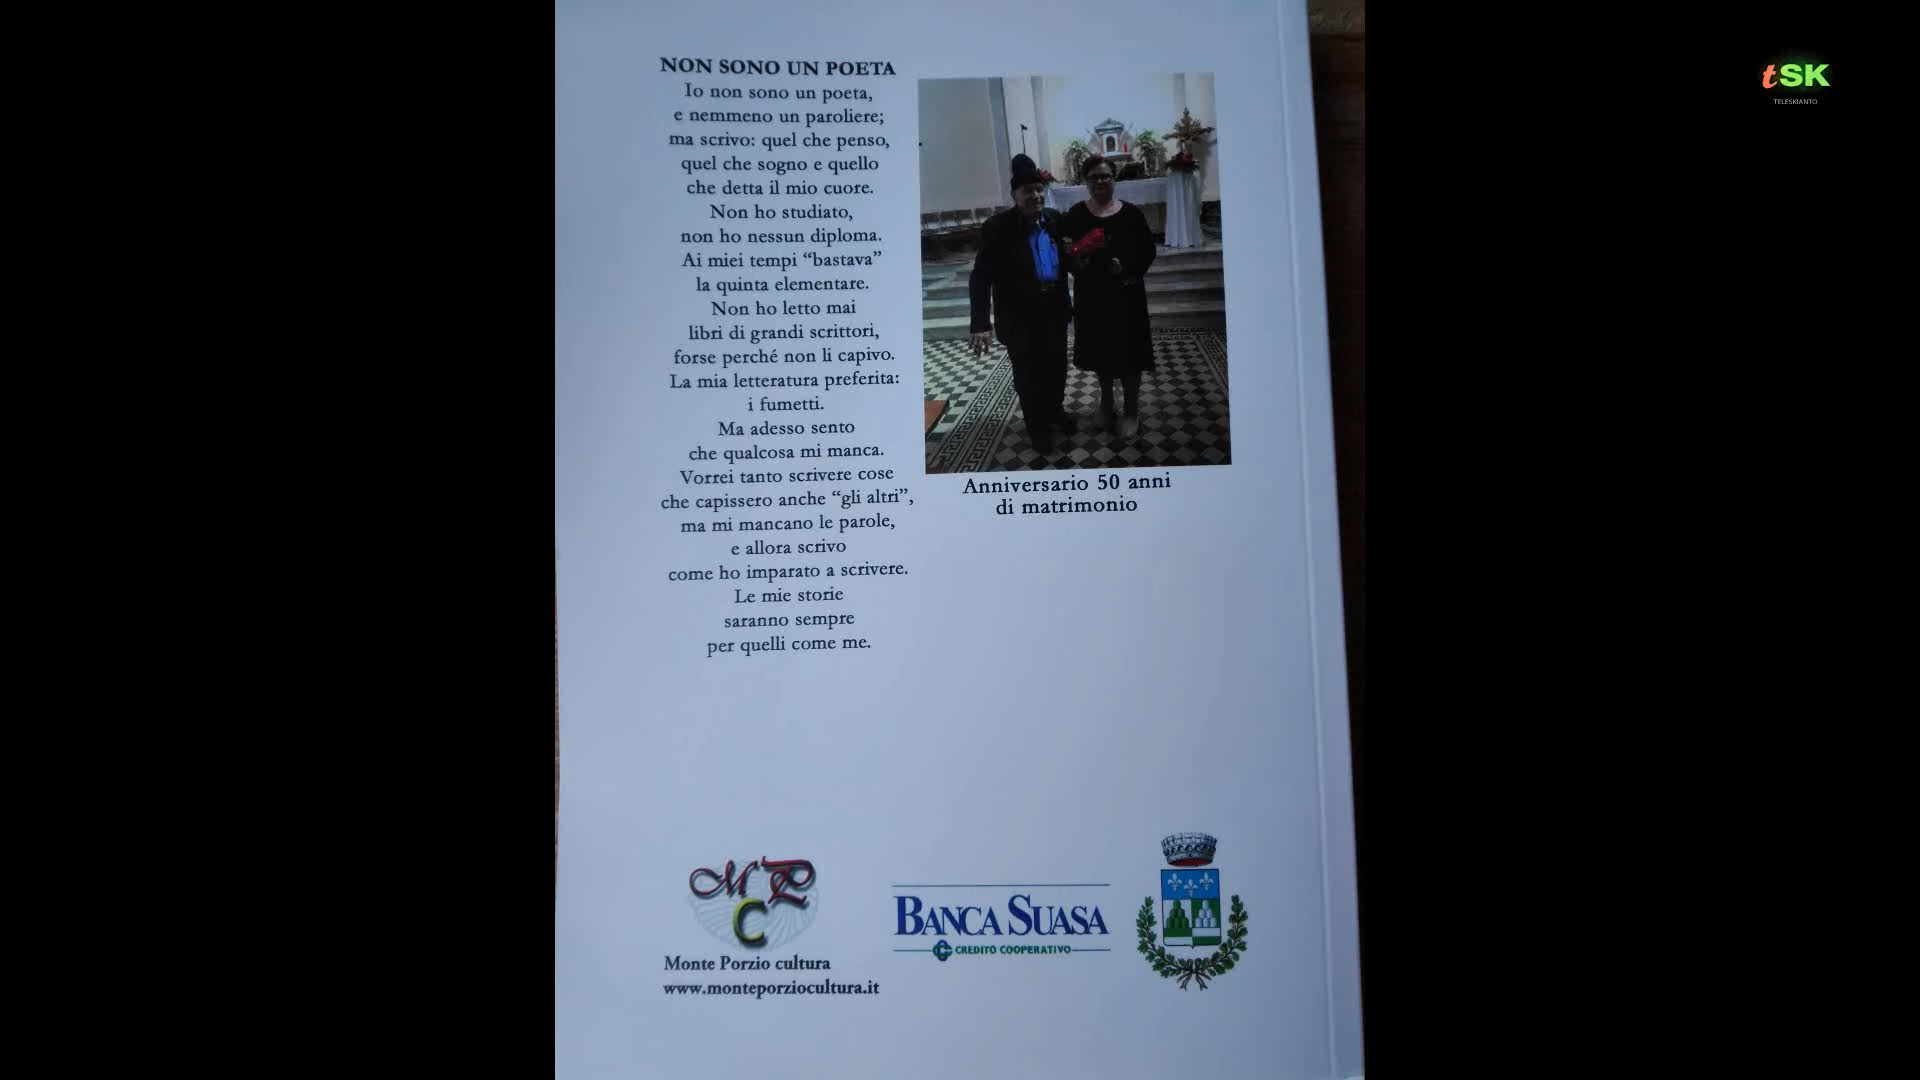 NON SONO UN POETA
Io non sono un poeta,
e nemmeno un paroliere;
ma scrivo: quel che penso,
quel che sogno e quello
che detta il mio cuore.
Non ho studiato,
non ho nessun diploma.
Ai miei tempi “bastava”
la quinta elementare.
Non ho letto mai
libri di grandi scrittori,
forse perché non li capivo.
La mia letteratura preferita:
i fumetti.
Ma adesso sento
che qualcosa mi manca.
Vorrei tanto scrivere cose
che capissero anche “gli altri”,
ma mi mancano le parole,
e allora scrivo
come ho imparato a scrivere.
Le mie storie
saranno sempre
per quelli come me.
Anniversario 50 anni
di matrimonio
MPC
Monte Porzio cultura
www.monteporziocultura.it
BANCA SUASA
CREDITO COOPERATIVO
tSK
TELESKIANTO